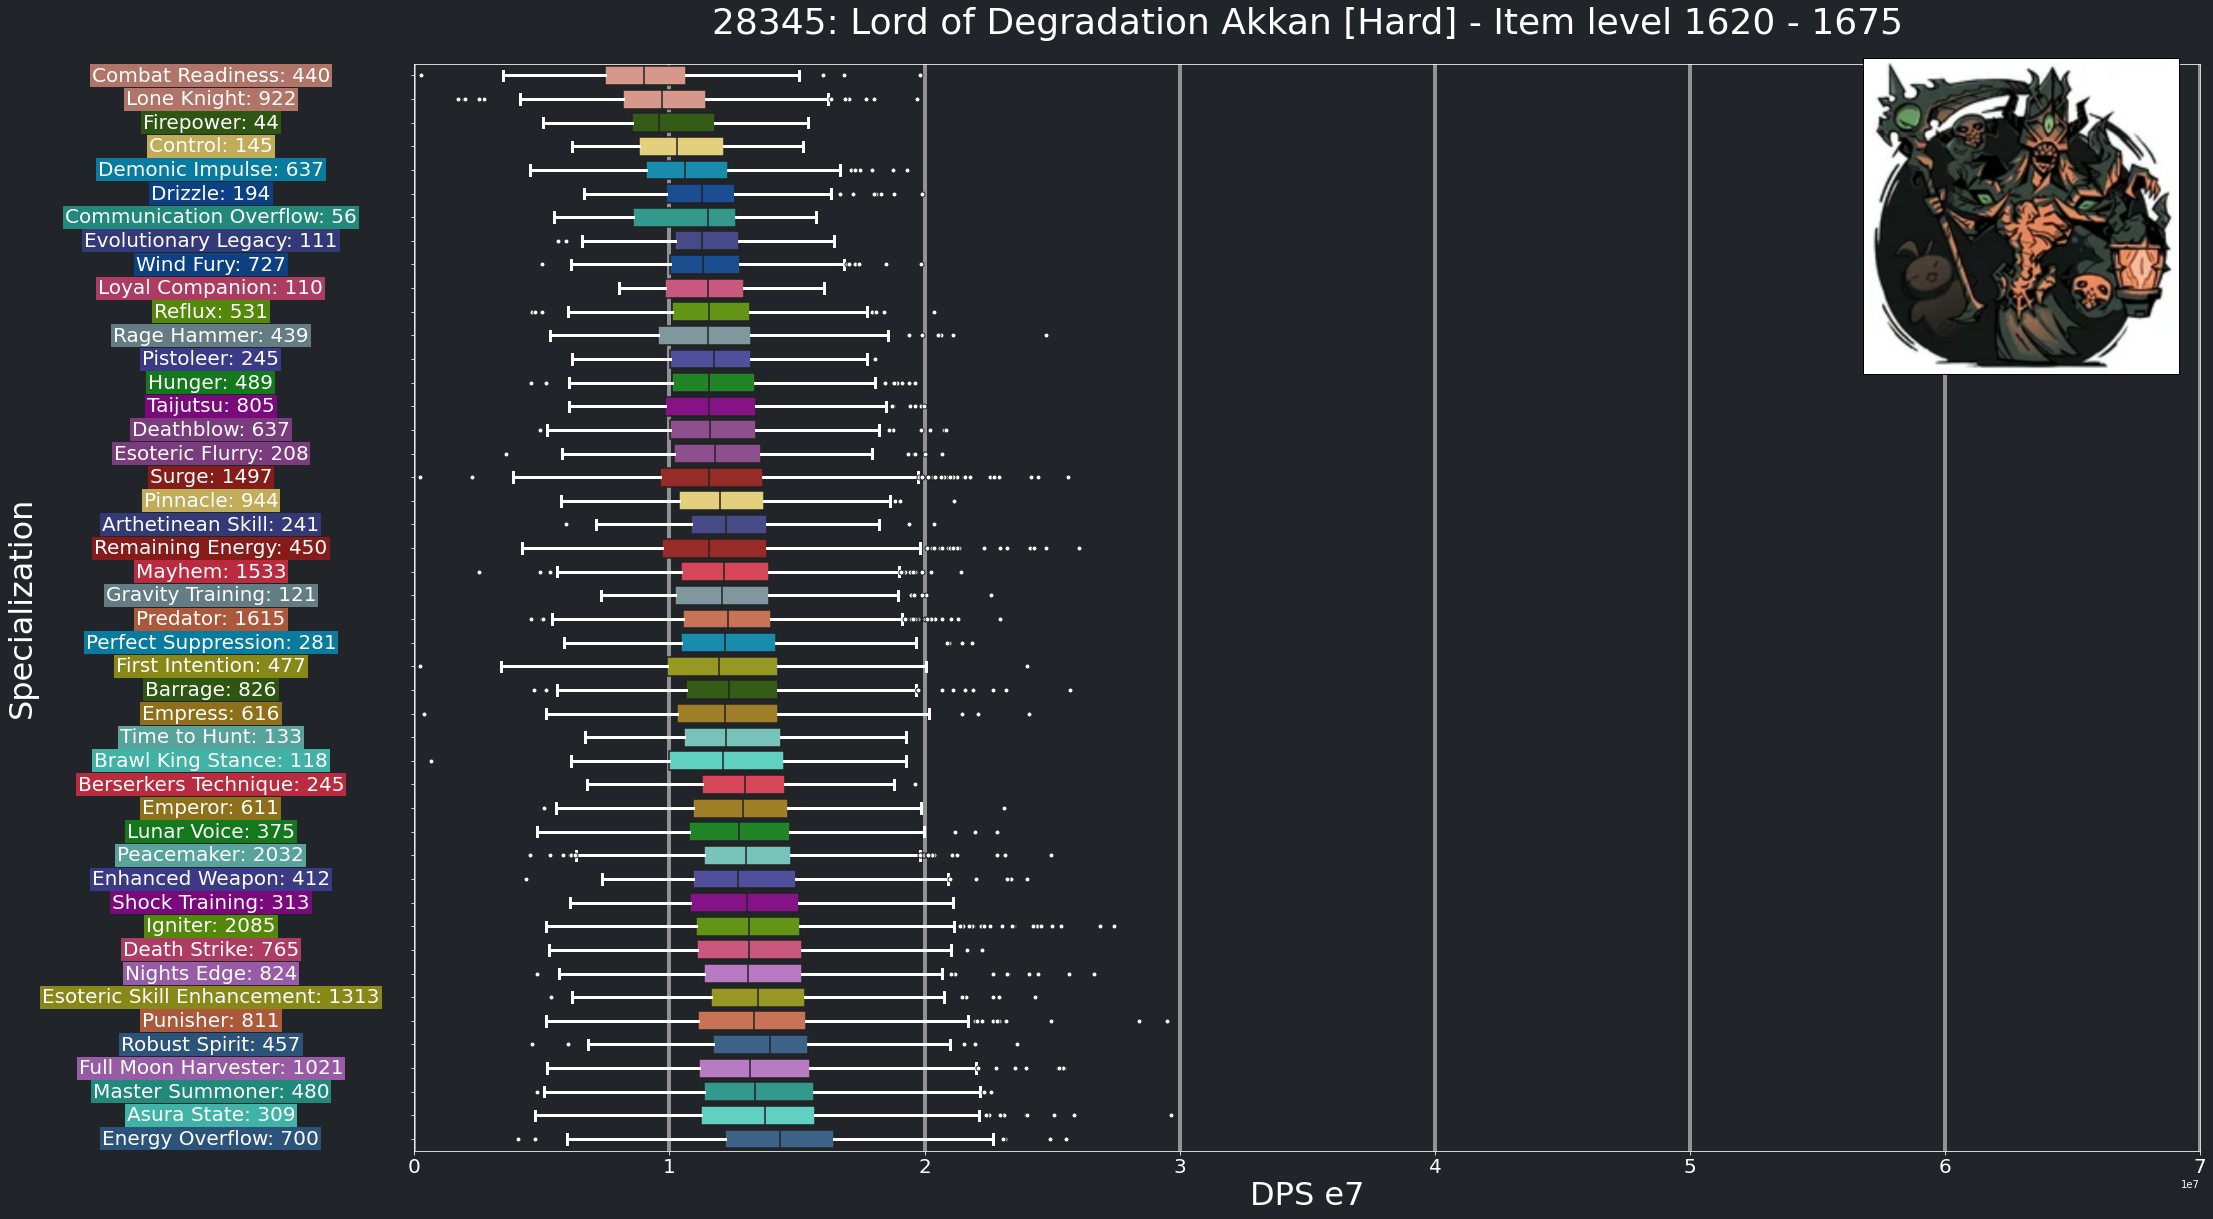 28345: Lord of Degradation Akkan [Hard] - Item level 1620 - 1675
Specialization
Combat Readiness: 440
Lone Knight: 922
Firepower: 44
Control: 145
Demonic Impulse: 637
Drizzle: 194
Communication Overflow: 56
Evolutionary Legacy: 111
Wind Fury: 727
Loyal Companion: 110
Reflux: 531
Rage Hammer: 439
Pistoleer: 245
Hunger: 489
Taijutsu: 805
Deathblow: 637
Esoteric Flurry: 208
Surge: 1497
Pinnacle: 944
Arthetinean Skill: 241
Remaining Energy: 450
Mayhem: 1533
Gravity Training: 121
Predator: 1615
Perfect Suppression: 281
First Intention: 477
Barrage: 826
Empress: 616
Time to Hunt: 133
Brawl King Stance: 118
Berserkers Technique: 245
Emperor: 611
Lunar Voice: 375
Peacemaker: 2032
Enhanced Weapon: 412
Shock Training: 313
Igniter: 2085
Death Strike: 765
Nights Edge: 824
Esoteric Skill Enhancement: 1313
Punisher: 811
Robust Spirit: 457
Full Moon Harvester: 1021
Master Summoner: 480
Asura State: 309
Energy Overflow: 700
0 1 2 3 4 5 6 7
1e7
DPS e7